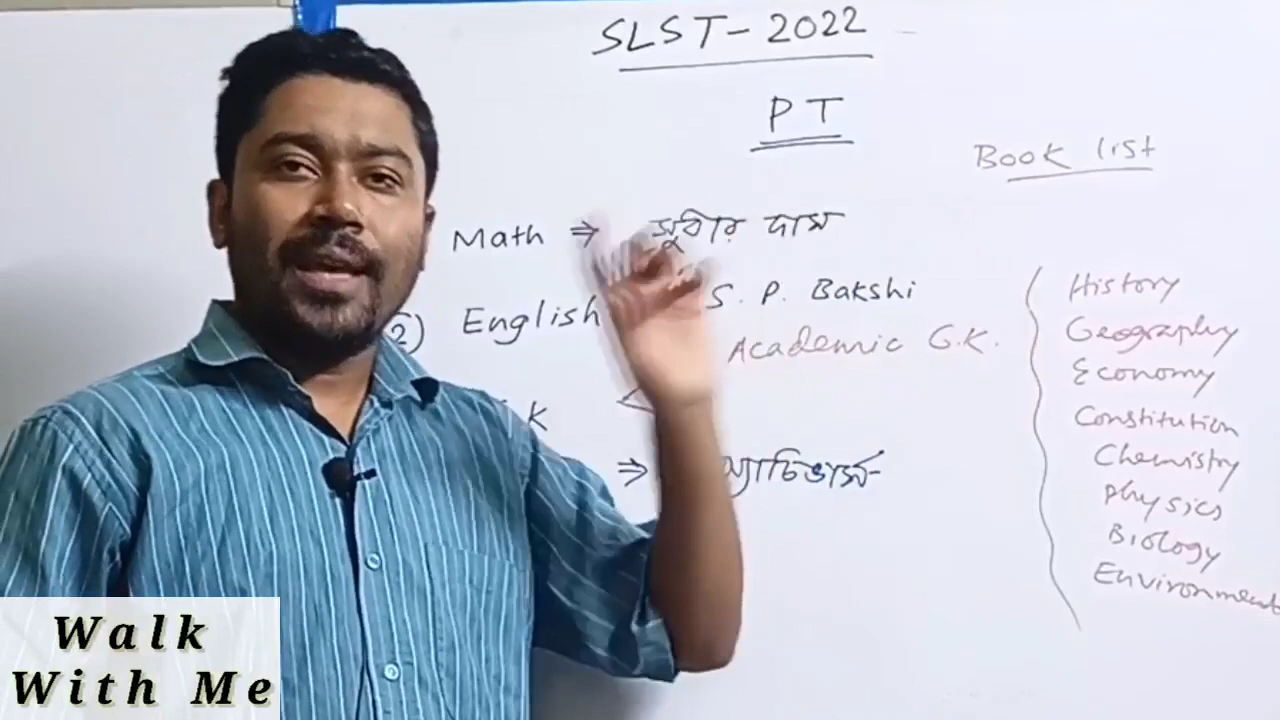 SLST - 2022
PT
Book list
Math ⇒ সুবীর দাস
② English S. P. Bakshi
Academic G.K.
K
⇒ অ্যাচিভার্স
History
Geography
Economy
Constitution
Chemistry
Physics
Biology
Environment
Walk
With Me